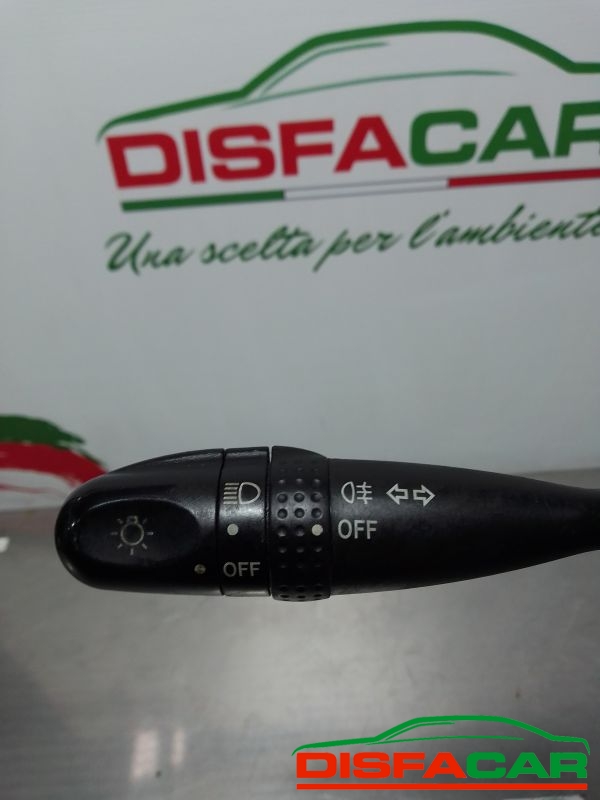 DISFACAR
Una scelta per l'ambiente
OFF
OFF
DISFACAR